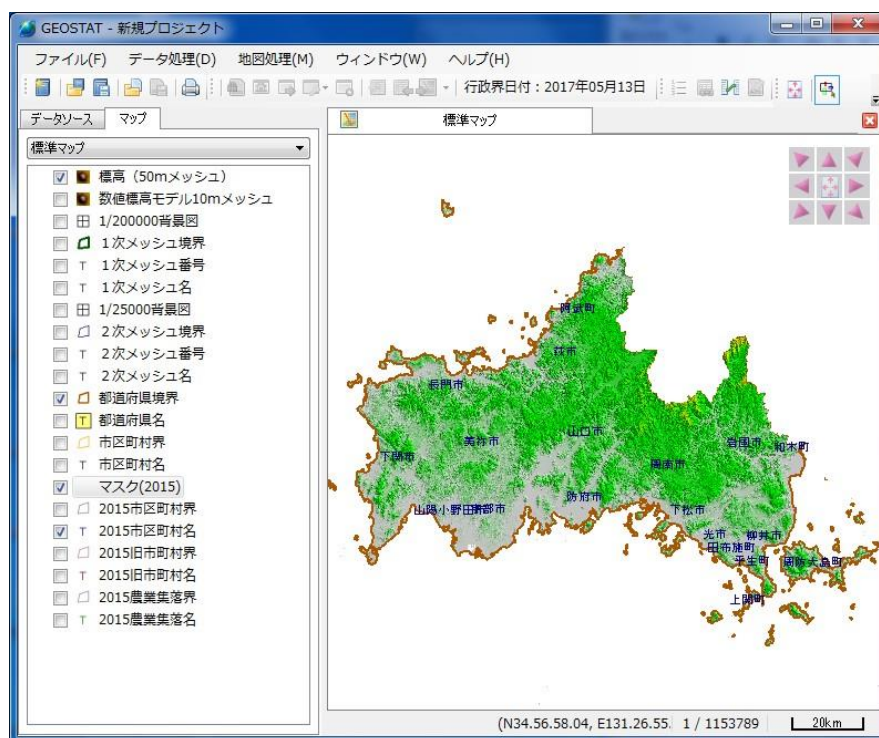 GEOSTAT - 新規プロジェクト
ファイル(F) データ処理(D) 地図処理(M) ウィンドウ(W) ヘルプ(H)
行政界日付 : 2017年05月13日
データソース マップ
標準マップ
標準マップ
標高（50mメッシュ）
数値標高モデル10mメッシュ
1/200000背景図
１次メッシュ境界
１次メッシュ番号
１次メッシュ名
1/25000背景図
２次メッシュ境界
２次メッシュ番号
２次メッシュ名
都道府県境界
都道府県名
市区町村界
市区町村名
マスク(2015)
2015市区町村界
2015市区町村名
2015旧市町村界
2015旧市町村名
2015農業集落界
2015農業集落名
阿武町
萩市
長門市
美祢市
山口市
岩国市
和木町
下関市
周南市
防府市
山陽小野田市
宇部市
下松市
光市
柳井市
田布施町
平生町
周防大島町
上関町
(N34.56.58.04, E131.26.55. 1 / 1153789 20km